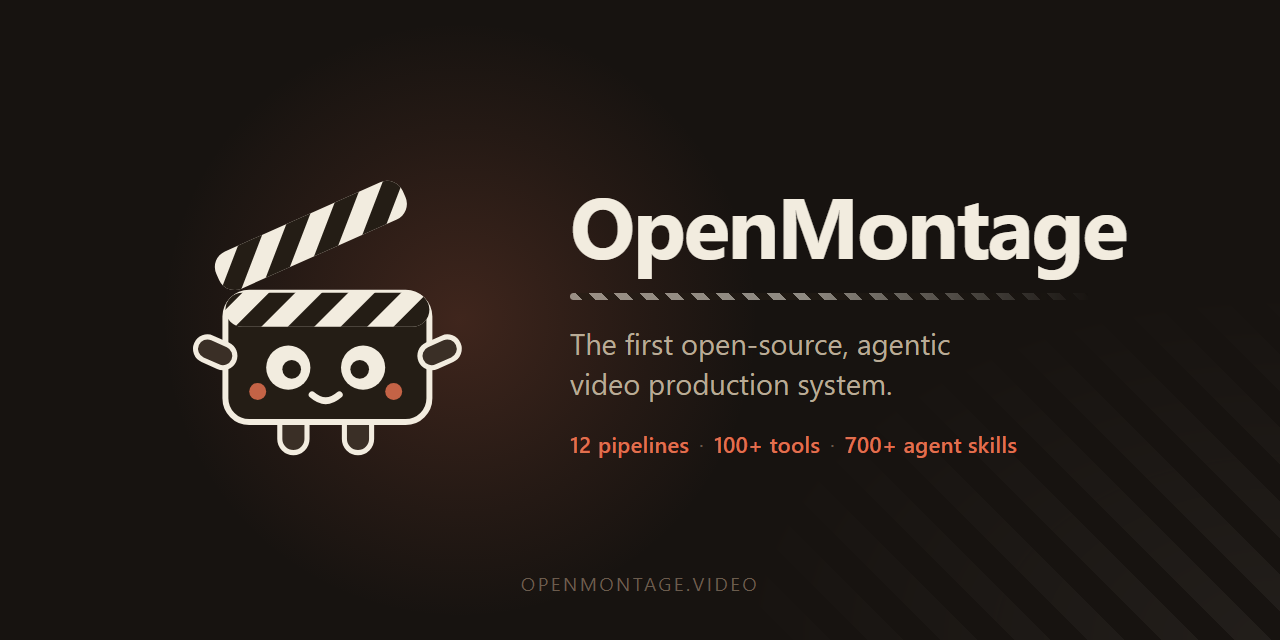 OpenMontage
The first open-source, agentic
video production system.
12 pipelines · 100+ tools · 700+ agent skills
OPENMONTAGE.VIDEO